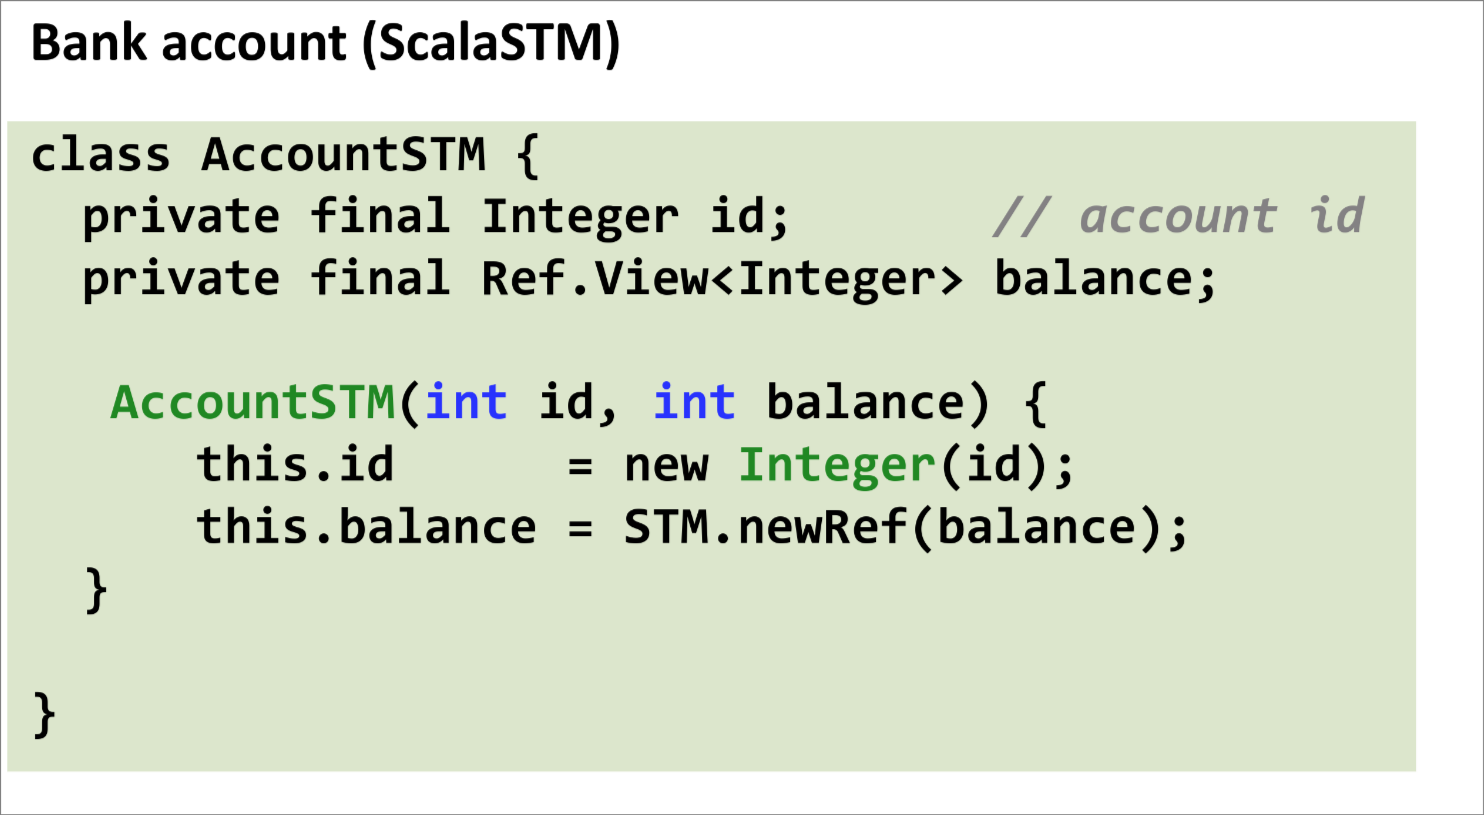 Bank account (ScalaSTM)
class AccountSTM {
private final Integer id; // account id
private final Ref.View<Integer> balance;
AccountSTM(int id, int balance) {
this.id = new Integer(id);
this.balance = STM.newRef(balance);
}
}